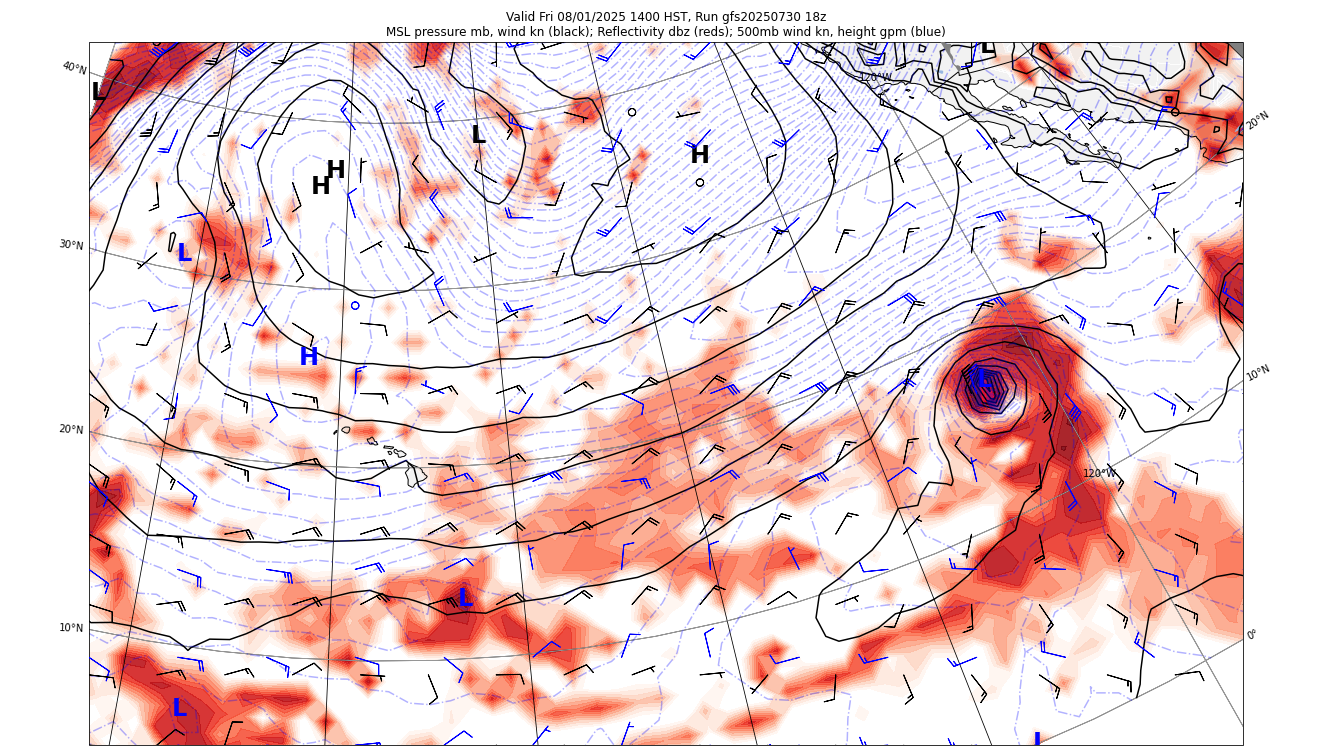 Valid Fri 08/01/2025 1400 HST, Run gfs20250730 18z
MSL pressure mb, wind kn (black); Reflectivity dbz (reds); 500mb wind kn, height gpm (blue)
L
40°N
120°W
L
20°N
L
H
H
H
30°N
L
H
10°N
L
20°N
120°W
L
10°N
0°
L
L